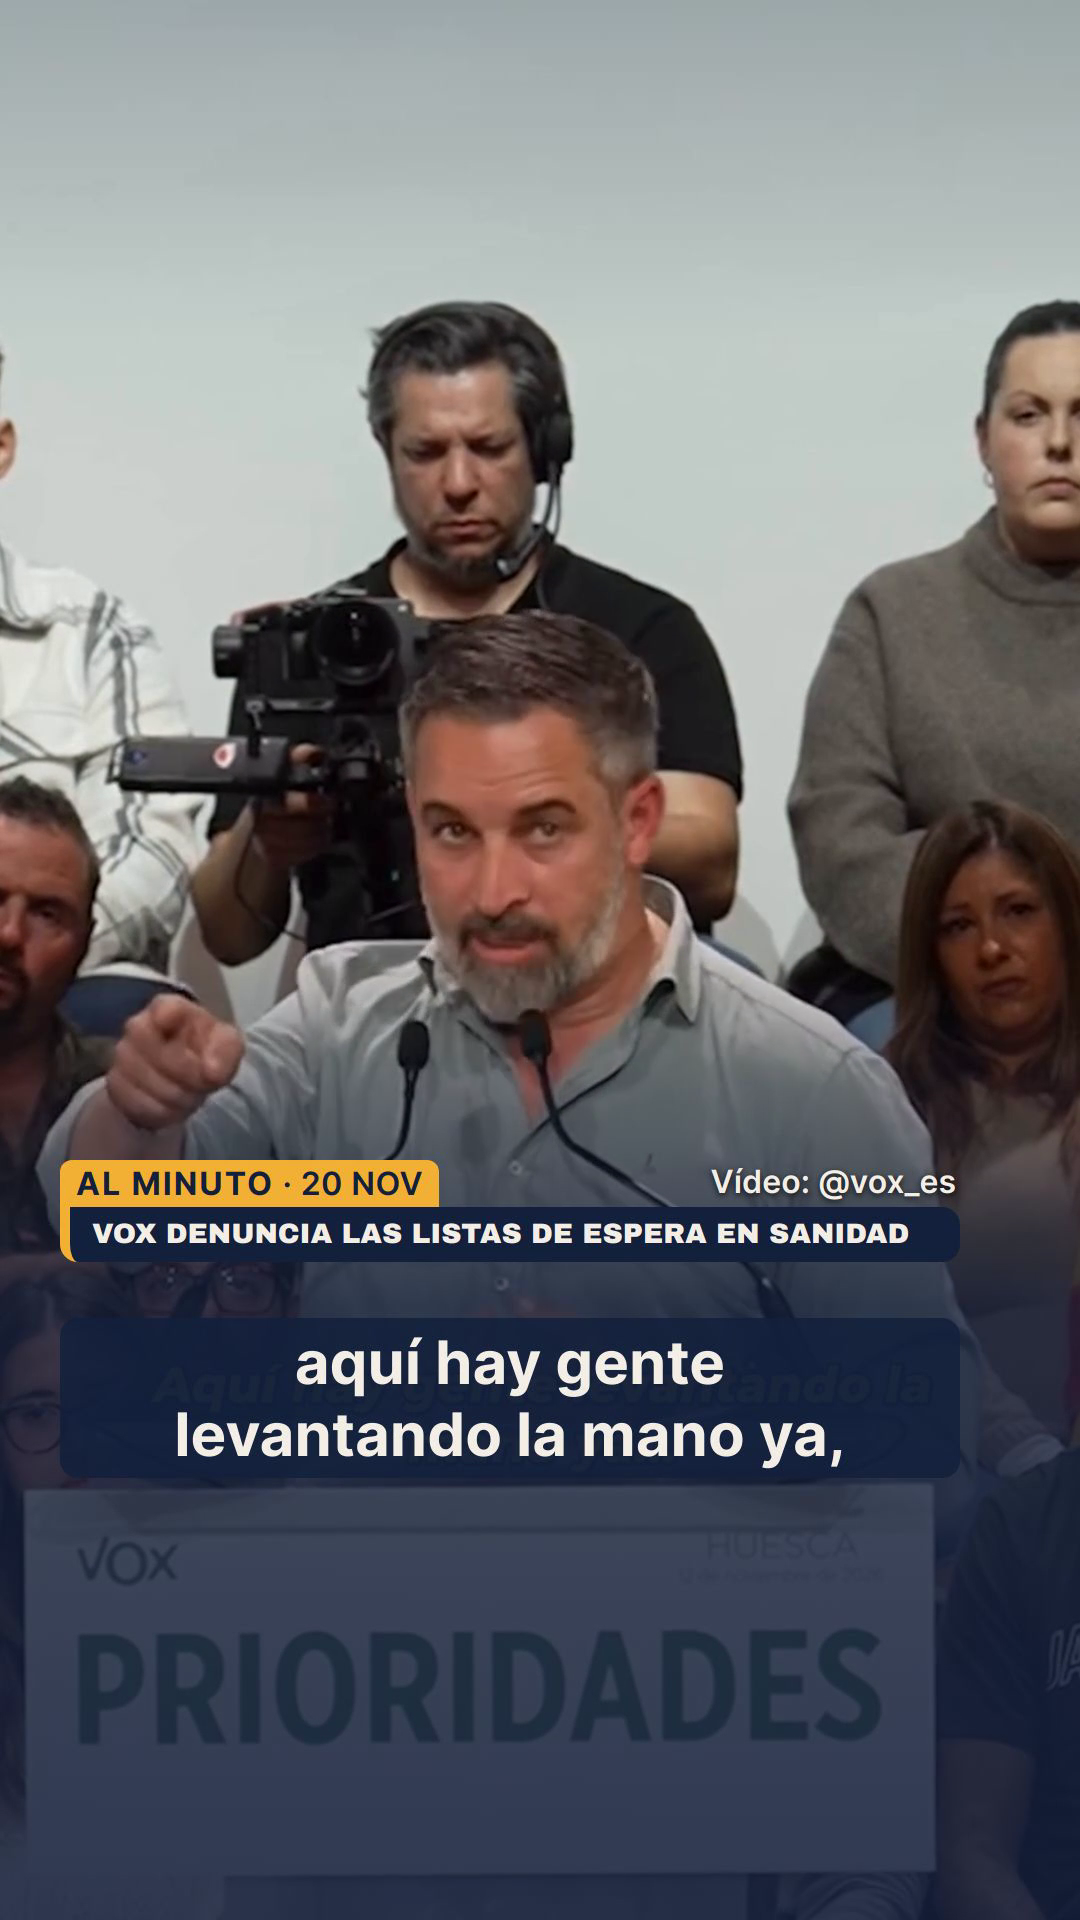 AL MINUTO · 20 NOV
Vídeo: @vox_es
VOX DENUNCIA LAS LISTAS DE ESPERA EN SANIDAD
aquí hay gente
levantando la mano ya,
VOX
HUESCA
PRIORIDADES